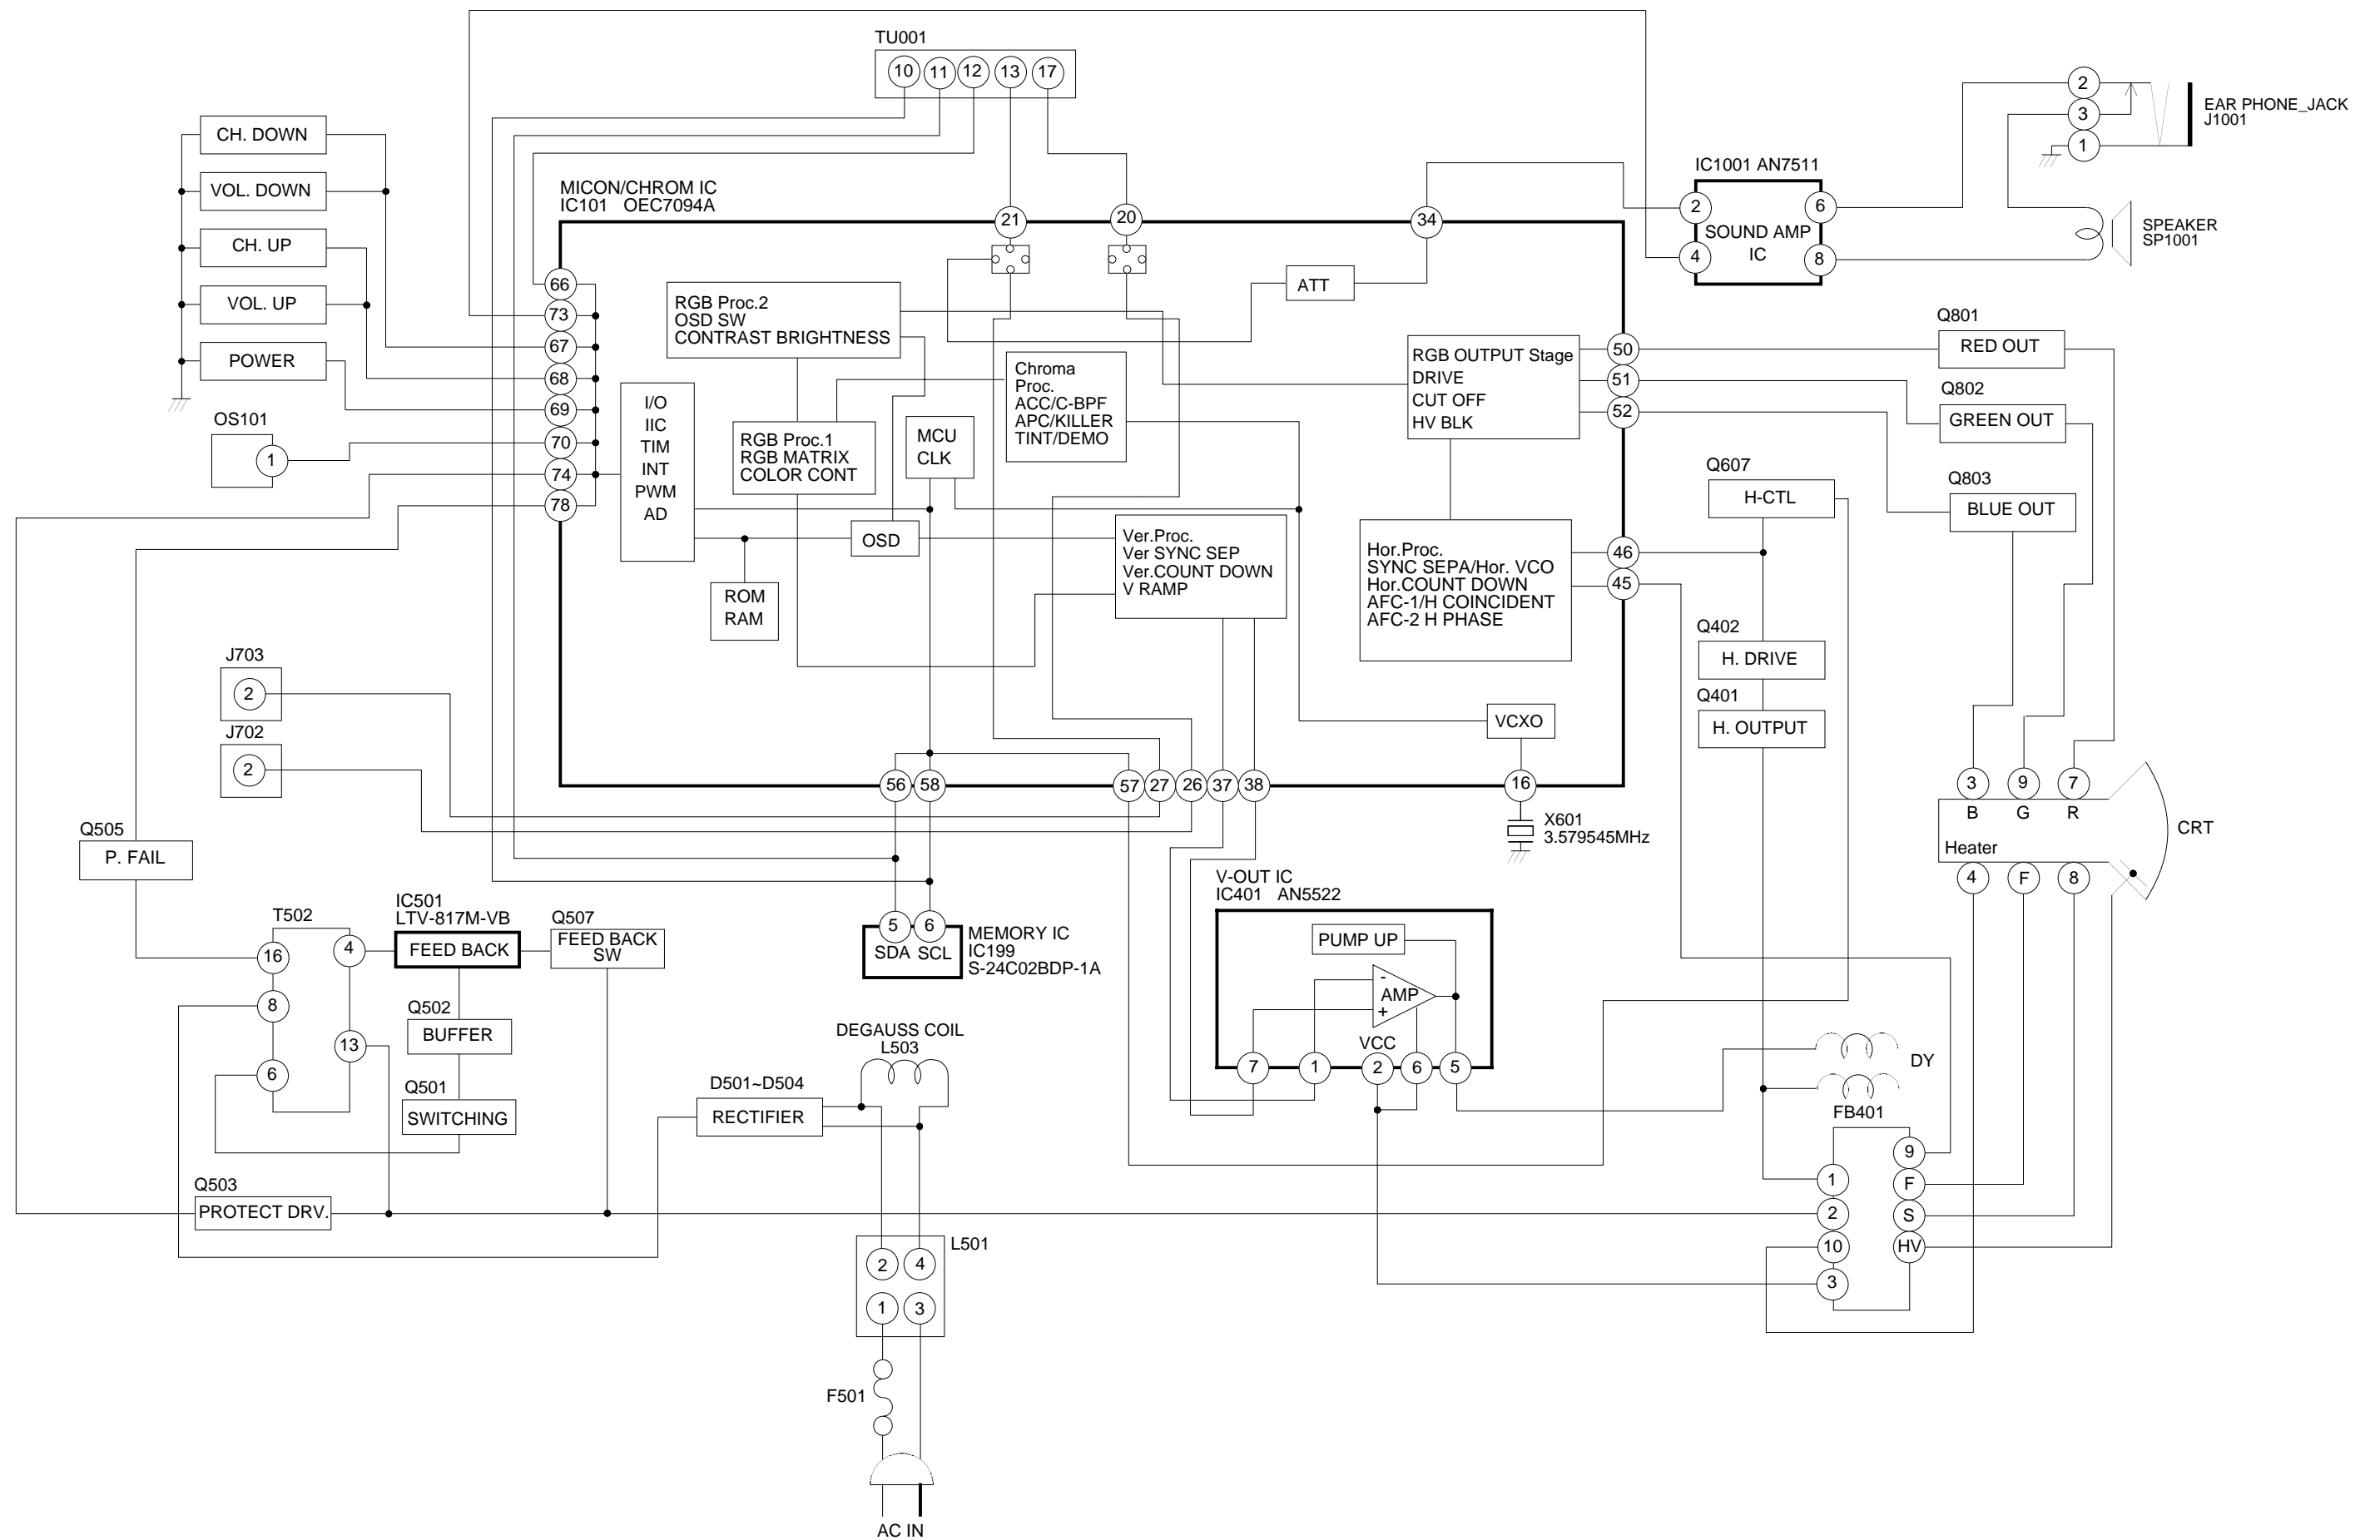 TU001
10 11 12 13 17
CH. DOWN
VOL. DOWN
CH. UP
VOL. UP
POWER
OS101
1
MICON/CHROM IC
IC101 OEC7094A
21
20
34
66
73
67
68
69
70
74
78
I/O
IIC
TIM
INT
PWM
AD
RGB Proc.2
OSD SW
CONTRAST BRIGHTNESS
RGB Proc.1
RGB MATRIX
COLOR CONT
MCU
CLK
Chroma
Proc.
ACC/C-BPF
APC/KILLER
TINT/DEMO
ATT
OSD
ROM
RAM
Ver.Proc.
Ver SYNC SEP
Ver.COUNT DOWN
V RAMP
RGB OUTPUT Stage
DRIVE
CUT OFF
HV BLK
Hor.Proc.
SYNC SEPA/Hor. VCO
Hor.COUNT DOWN
AFC-1/H COINCIDENT
AFC-2 H PHASE
VCXO
50
51
52
46
45
56 58 57 27 26 37 38 16
X601
3.579545MHz
IC1001 AN7511
2
4
6
8
SOUND AMP
IC
2
3
1
EAR PHONE_JACK
J1001
SPEAKER
SP1001
Q801
RED OUT
Q802
GREEN OUT
Q803
BLUE OUT
Q607
H-CTL
Q402
H. DRIVE
Q401
H. OUTPUT
3 9 7
B G R
Heater
4 F 8
CRT
J703
2
J702
2
Q505
P. FAIL
T502
16
8
6
4
13
IC501
LTV-817M-VB
FEED BACK
Q507
FEED BACK
SW
Q502
BUFFER
Q501
SWITCHING
Q503
PROTECT DRV.
5 6
SDA SCL
MEMORY IC
IC199
S-24C02BDP-1A
DEGAUSS COIL
L503
D501~D504
RECTIFIER
L501
2 4
1 3
F501
AC IN
V-OUT IC
IC401 AN5522
PUMP UP
-
AMP
+
VCC
7 1 2 6 5
DY
FB401
1
2
10
3
9
F
S
HV